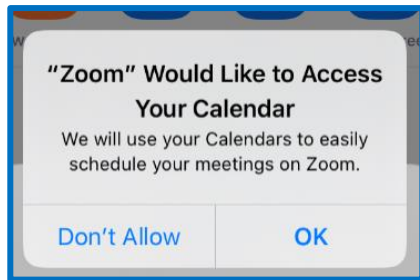 “Zoom” Would Like to Access
Your Calendar
We will use your Calendars to easily
schedule your meetings on Zoom.
Don’t Allow
OK